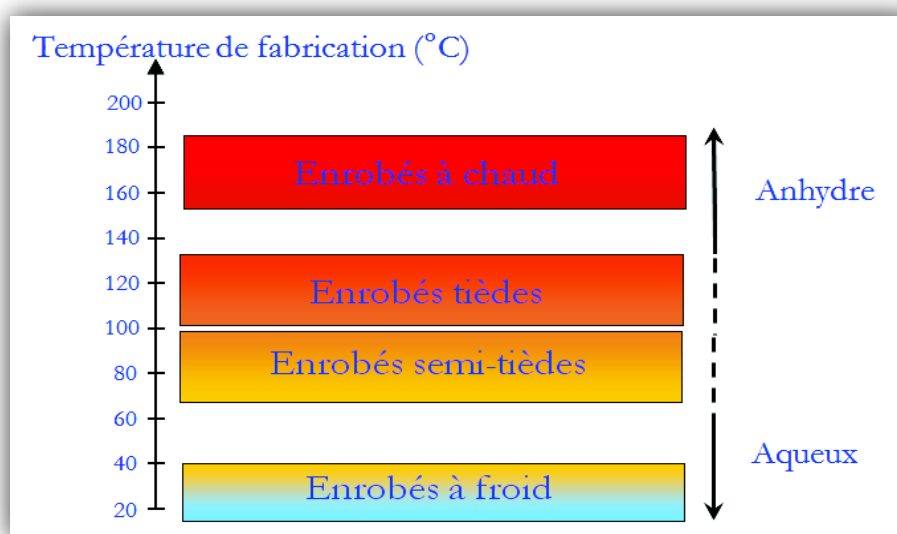 Température de fabrication (°C)
200
180
Enrobés à chaud
160
Anhydre
140
120
Enrobés tièdes
100
Enrobés semi-tièdes
80
60
Aqueux
40
Enrobés à froid
20